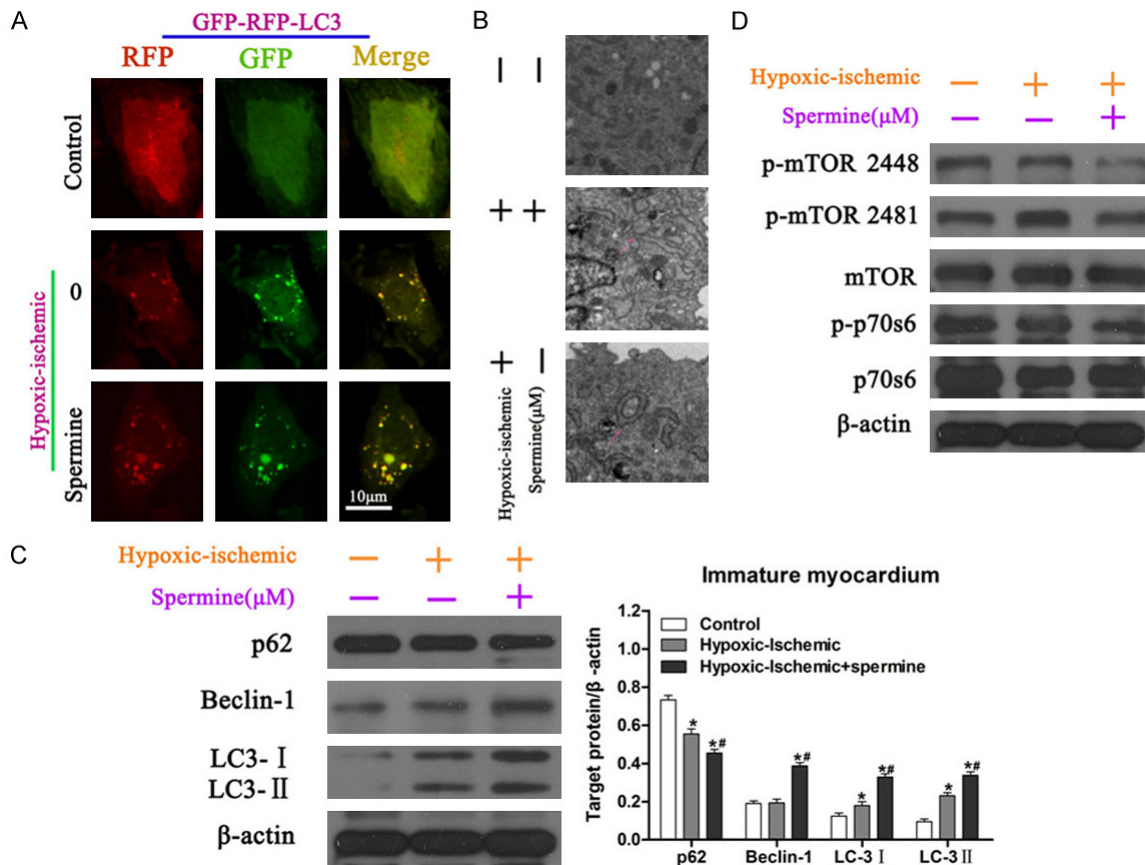 A
GFP-RFP-LC3
RFP GFP Merge
Control
Hypoxic-ischemic
0
Spermine
10μm
B
− −
+ +
+ −
Hypoxic-ischemic
Spermine(μM)
D
Hypoxic-ischemic − + +
Spermine(μM) − − +
p-mTOR 2448
p-mTOR 2481
mTOR
p-p70s6
p70s6
β-actin
C
Hypoxic-ischemic − + +
Spermine(μM) − − +
p62
Beclin-1
LC3- Ⅰ
LC3- Ⅱ
β-actin
Immature myocardium
Target protein/β -actin
1.2
1.0
0.8
0.6
0.4
0.2
0.0
Control
Hypoxic-Ischemic
Hypoxic-Ischemic+spermine
* *# *# * *# * *#
p62 Beclin-1 LC-3 Ⅰ LC-3 Ⅱ